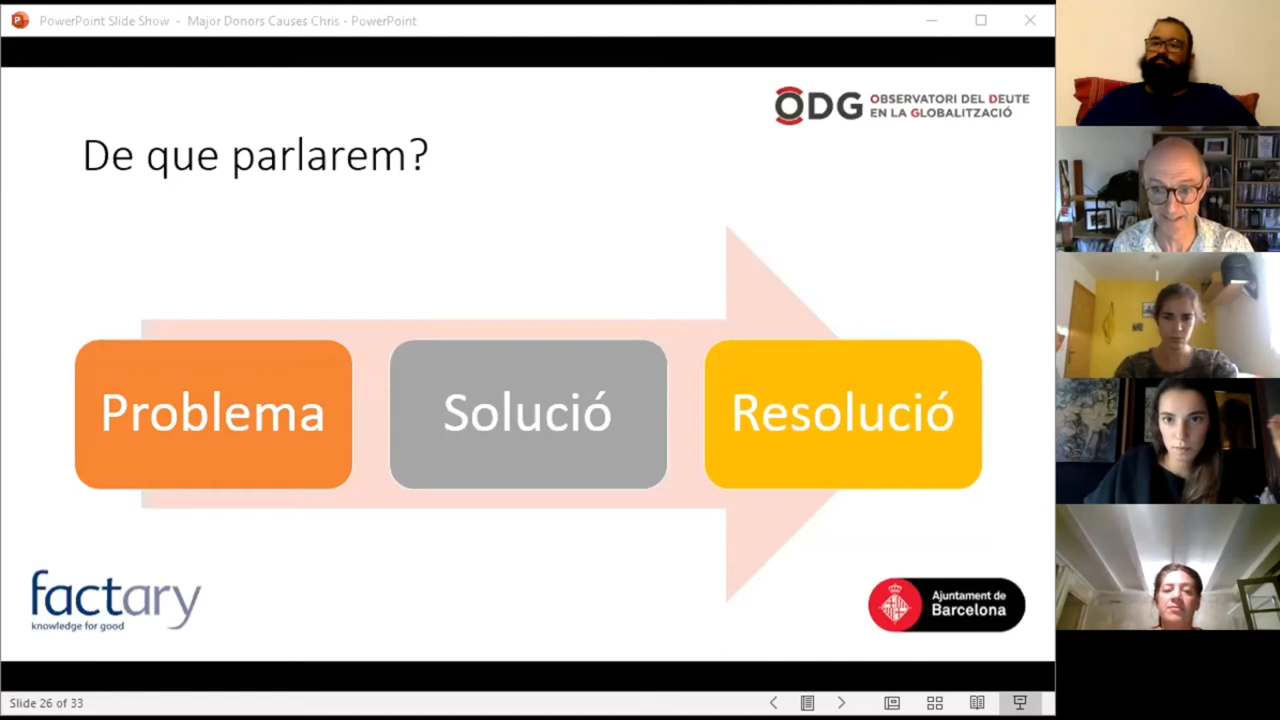 PowerPoint Slide Show - Major Donors Causes Chris - PowerPoint
ODG OBSERVATORI DEL DEUTE
EN LA GLOBALITZACIÓ
De que parlarem?
Problema
Solució
Resolució
factary
knowledge for good
Ajuntament de
Barcelona
Slide 26 of 33